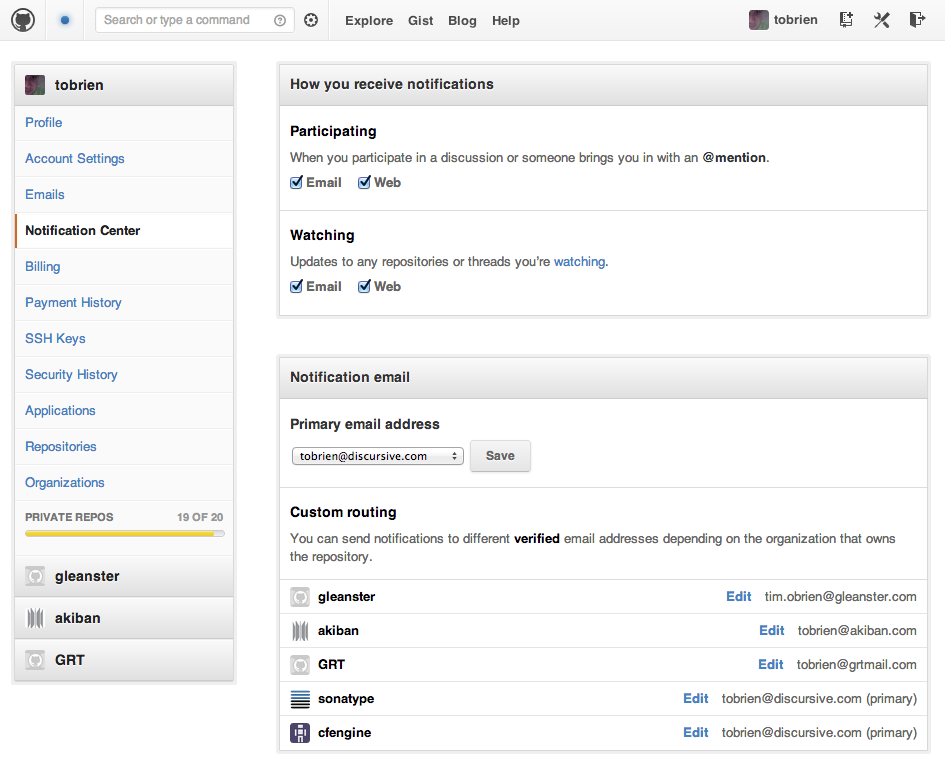 Search or type a command
Explore Gist Blog Help
tobrien
tobrien
Profile
Account Settings
Emails
Notification Center
Billing
Payment History
SSH Keys
Security History
Applications
Repositories
Organizations
PRIVATE REPOS 19 OF 20
gleanster
akiban
GRT
How you receive notifications
Participating
When you participate in a discussion or someone brings you in with an @mention.
Email Web
Watching
Updates to any repositories or threads you're watching.
Email Web
Notification email
Primary email address
tobrien@discursive.com Save
Custom routing
You can send notifications to different verified email addresses depending on the organization that owns
the repository.
gleanster Edit tim.obrien@gleanster.com
akiban Edit tobrien@akiban.com
GRT Edit tobrien@grtmail.com
sonatype Edit tobrien@discursive.com (primary)
cfengine Edit tobrien@discursive.com (primary)